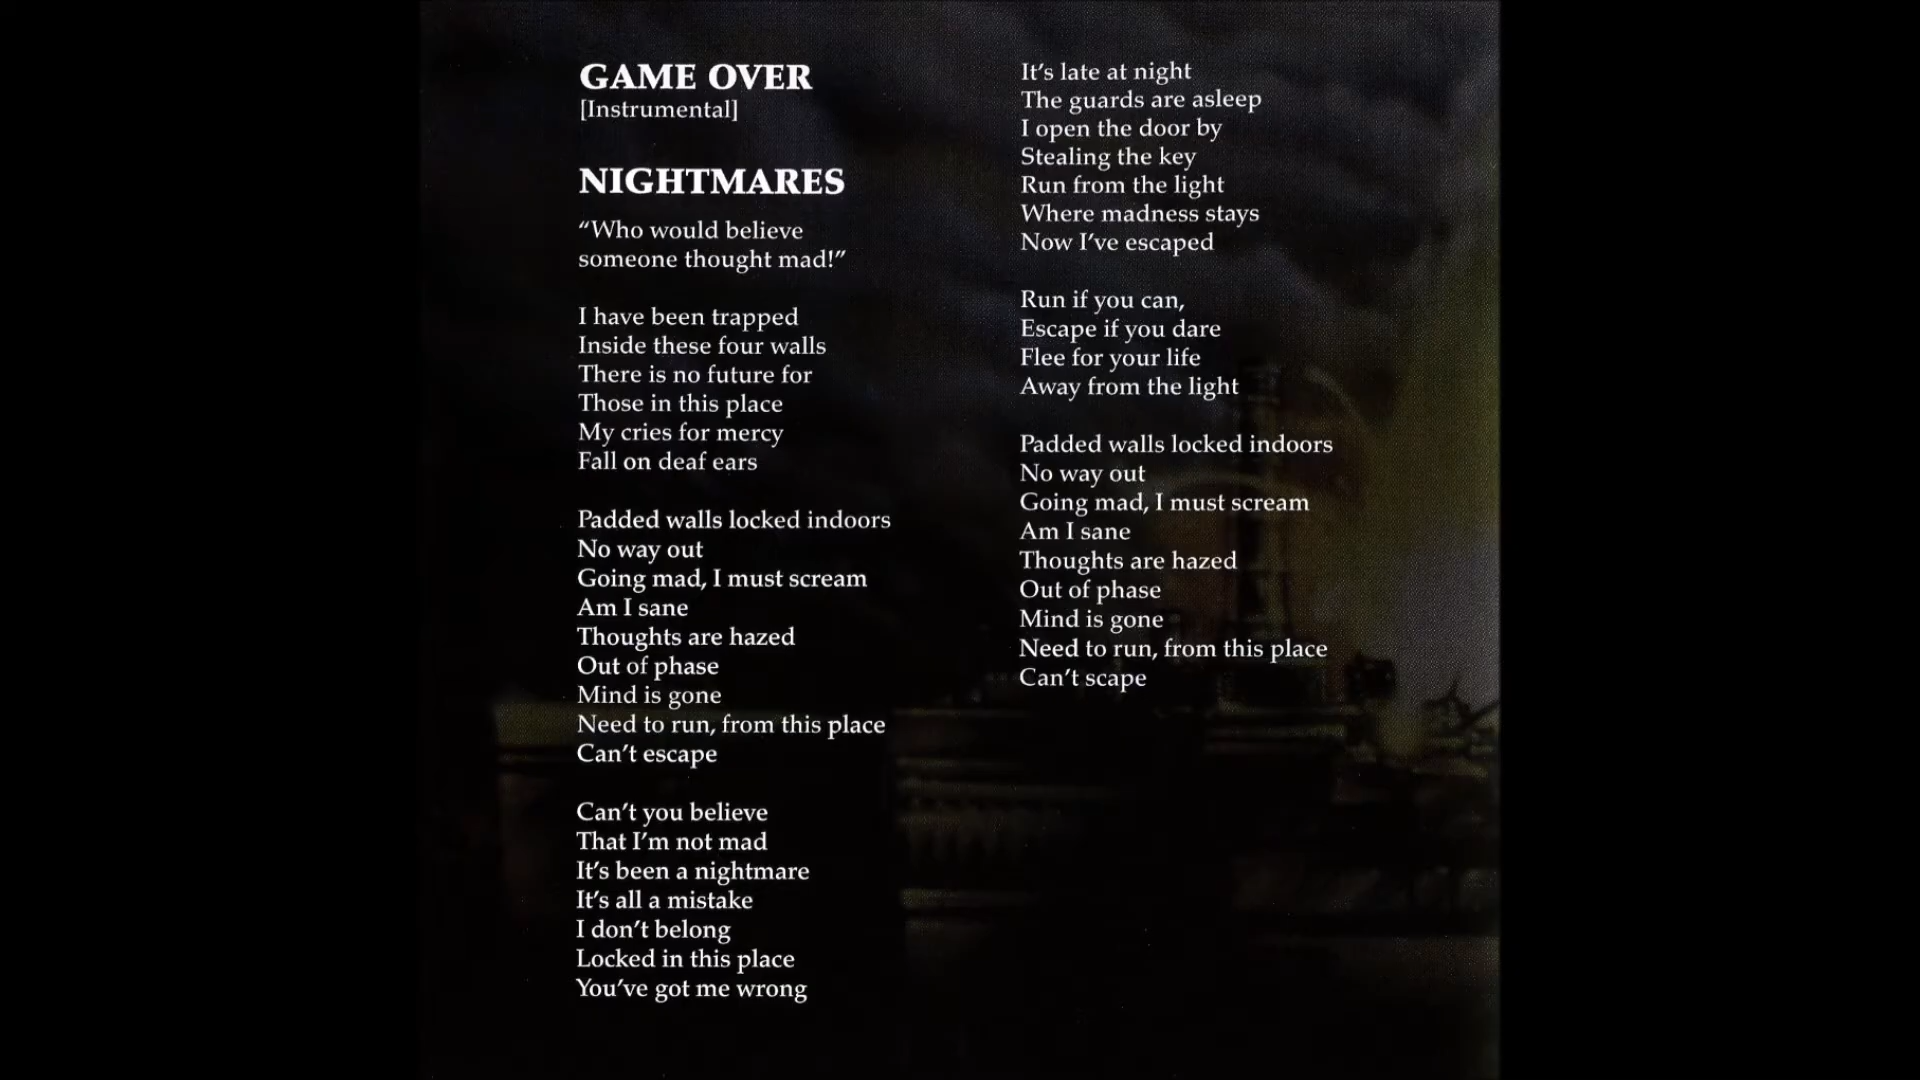 GAME OVER
[Instrumental]
NIGHTMARES
“Who would believe
someone thought mad!”
I have been trapped
Inside these four walls
There is no future for
Those in this place
My cries for mercy
Fall on deaf ears
Padded walls locked indoors
No way out
Going mad, I must scream
Am I sane
Thoughts are hazed
Out of phase
Mind is gone
Need to run, from this place
Can’t escape
Can’t you believe
That I’m not mad
It’s been a nightmare
It’s all a mistake
I don’t belong
Locked in this place
You’ve got me wrong
It’s late at night
The guards are asleep
I open the door by
Stealing the key
Run from the light
Where madness stays
Now I’ve escaped
Run if you can,
Escape if you dare
Flee for your life
Away from the light
Padded walls locked indoors
No way out
Going mad, I must scream
Am I sane
Thoughts are hazed
Out of phase
Mind is gone
Need to run, from this place
Can’t scape